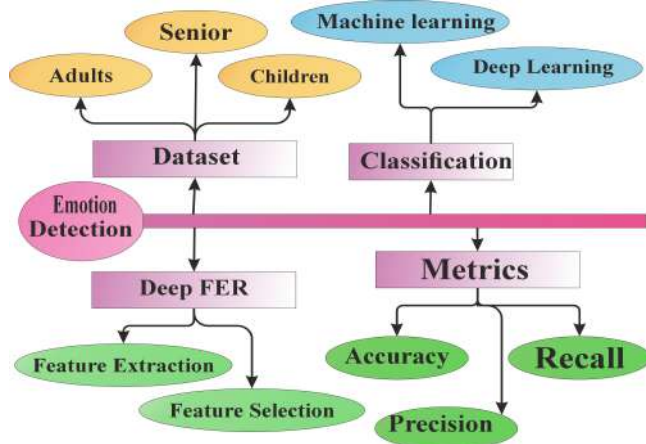 Senior
Machine learning
Adults
Children
Deep Learning
Dataset
Classification
Emotion
Detection
Deep FER
Metrics
Feature Extraction
Accuracy
Recall
Feature Selection
Precision